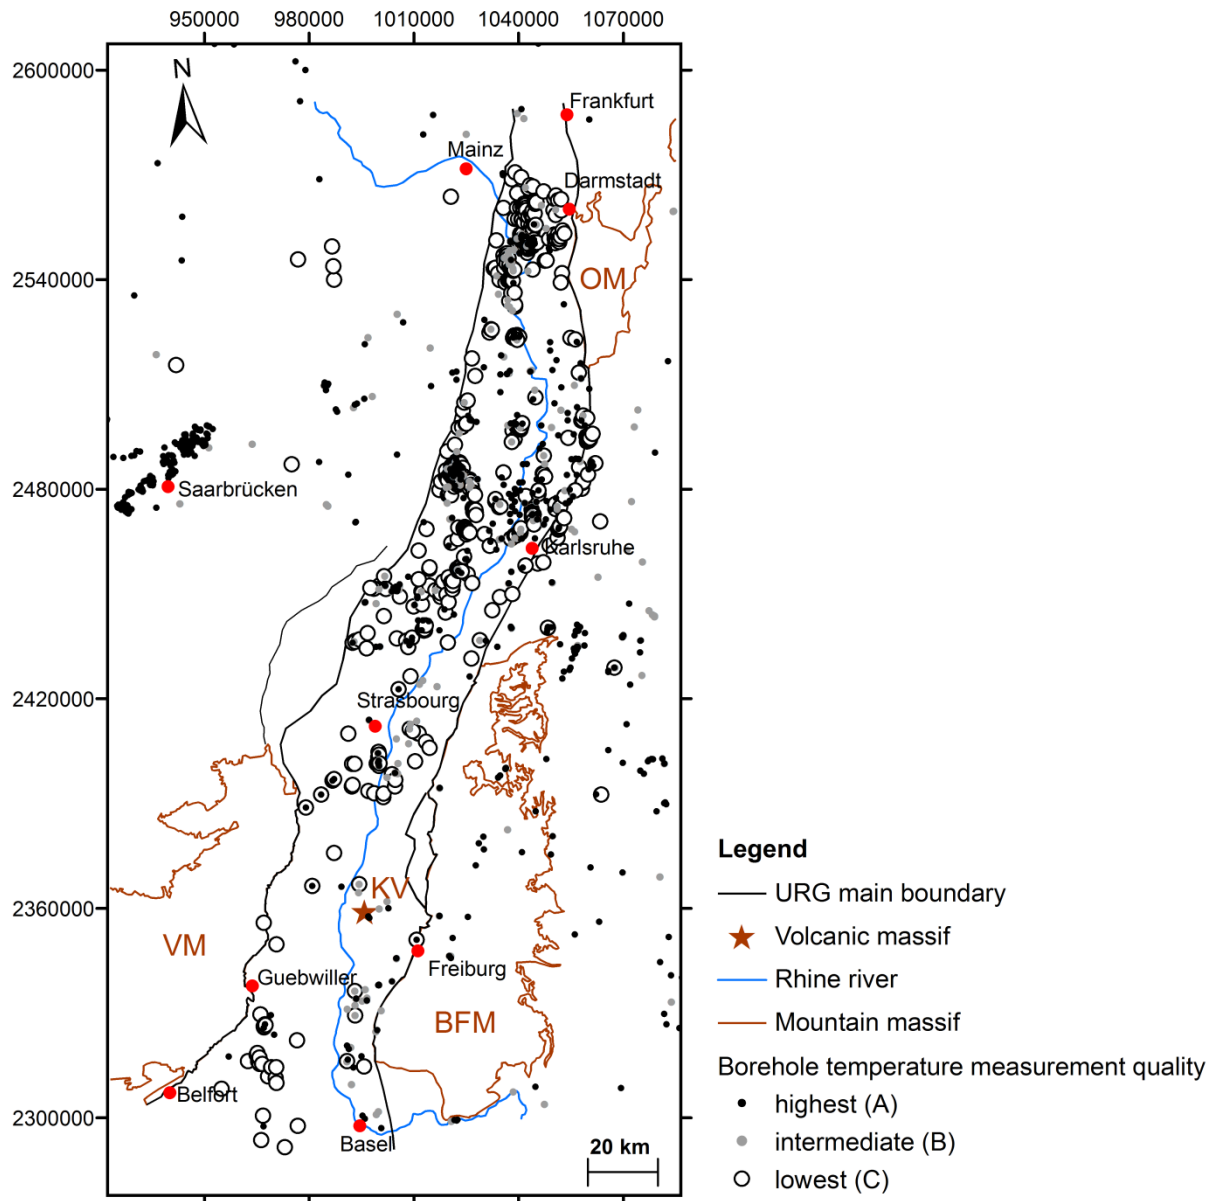 950000 980000 1010000 1040000 1070000
2600000
N
Frankfurt
Mainz
Darmstadt
2540000
OM
2480000
Saarbrücken
Karlsruhe
2420000
Strasbourg
2360000
KV
VM
Guebwiller
Freiburg
BFM
Belfort
2300000
Basel
20 km
Legend
URG main boundary
Volcanic massif
Rhine river
Mountain massif
Borehole temperature measurement quality
highest (A)
intermediate (B)
lowest (C)